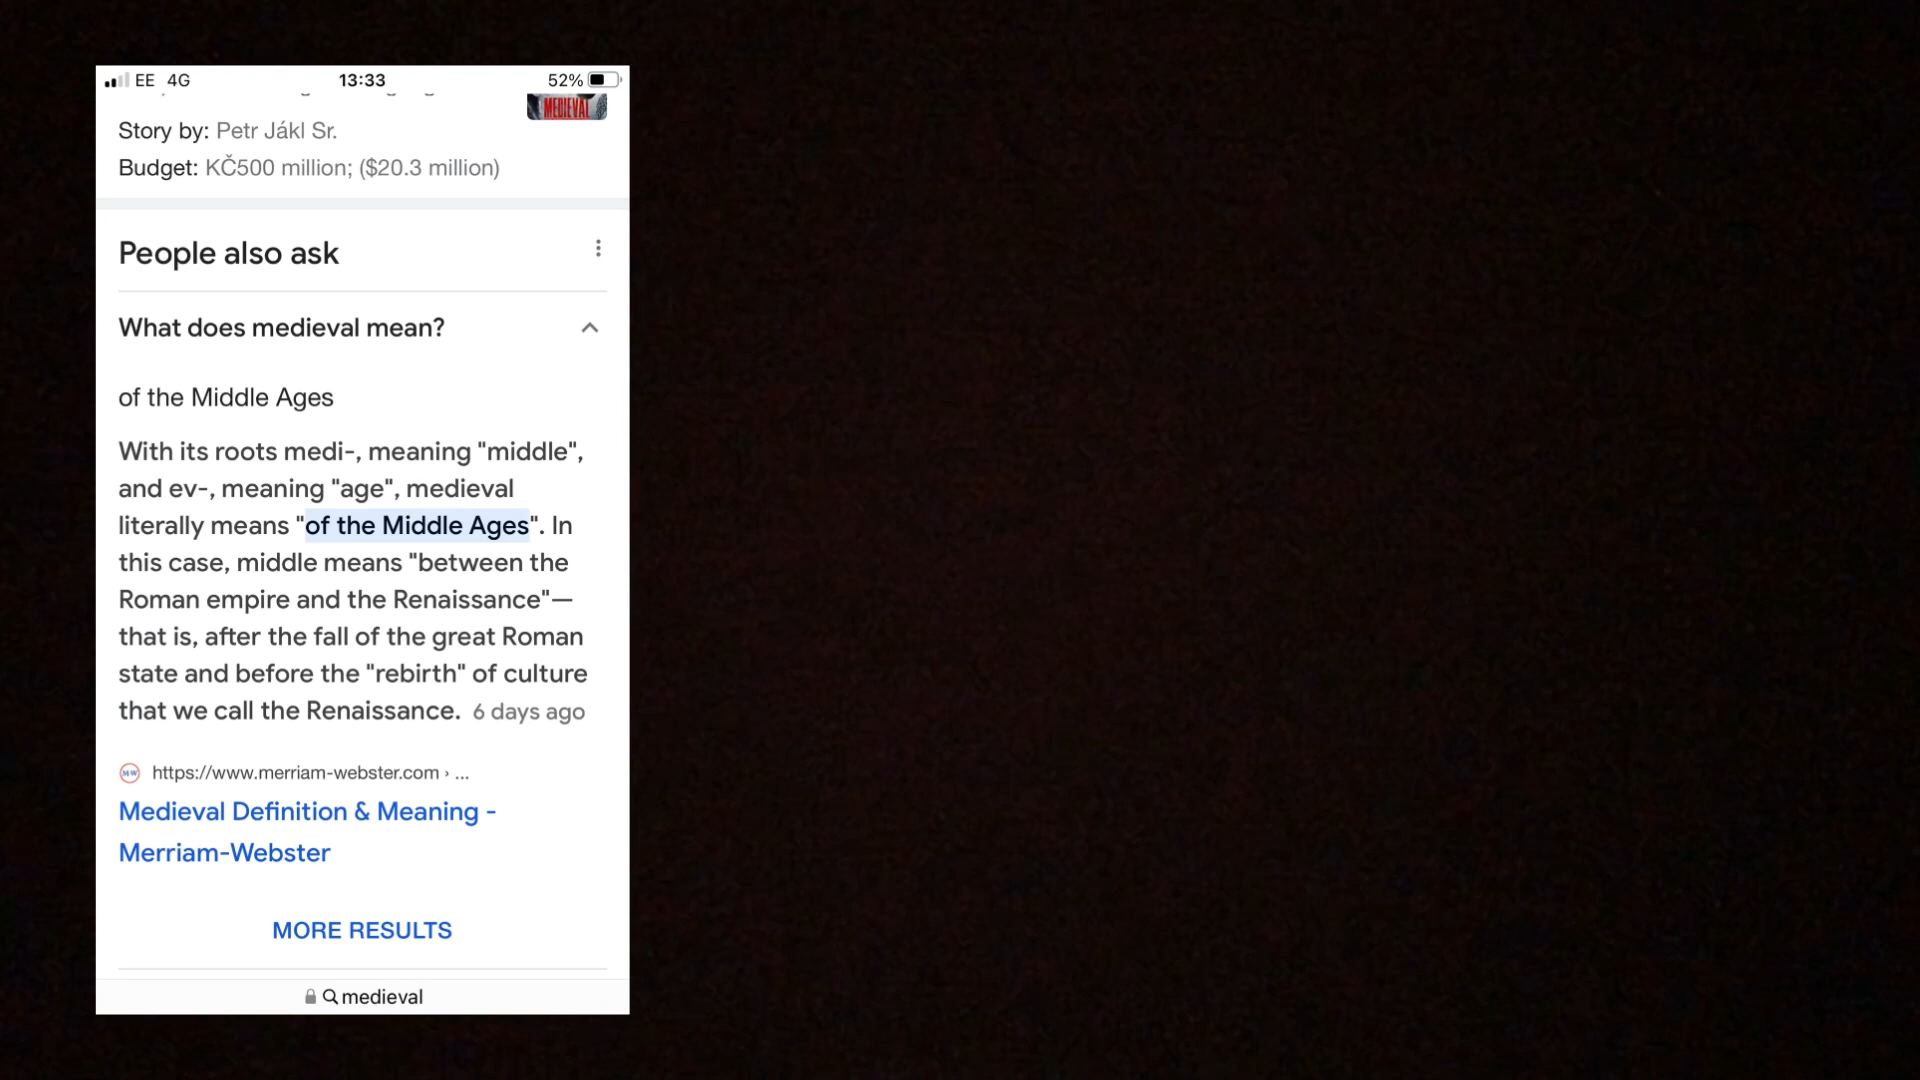 EE 4G 13:33 52%
MEDIEVAL
Story by: Petr Jákl Sr.
Budget: KČ500 million; ($20.3 million)
People also ask
What does medieval mean?
of the Middle Ages
With its roots medi-, meaning "middle",
and ev-, meaning "age", medieval
literally means "of the Middle Ages". In
this case, middle means "between the
Roman empire and the Renaissance"—
that is, after the fall of the great Roman
state and before the "rebirth" of culture
that we call the Renaissance. 6 days ago
M-W https://www.merriam-webster.com › ...
Medieval Definition & Meaning -
Merriam-Webster
MORE RESULTS
medieval